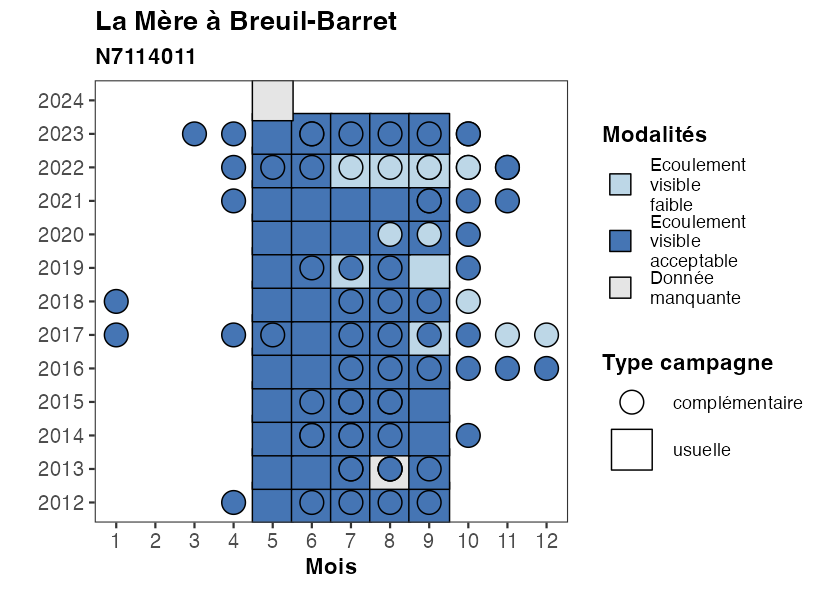 La Mère à Breuil-Barret
N7114011
2024
2023
2022
2021
2020
2019
2018
2017
2016
2015
2014
2013
2012
1 2 3 4 5 6 7 8 9 10 11 12
Mois
Modalités
Ecoulement
visible
faible
Ecoulement
visible
acceptable
Donnée
manquante
Type campagne
complémentaire
usuelle